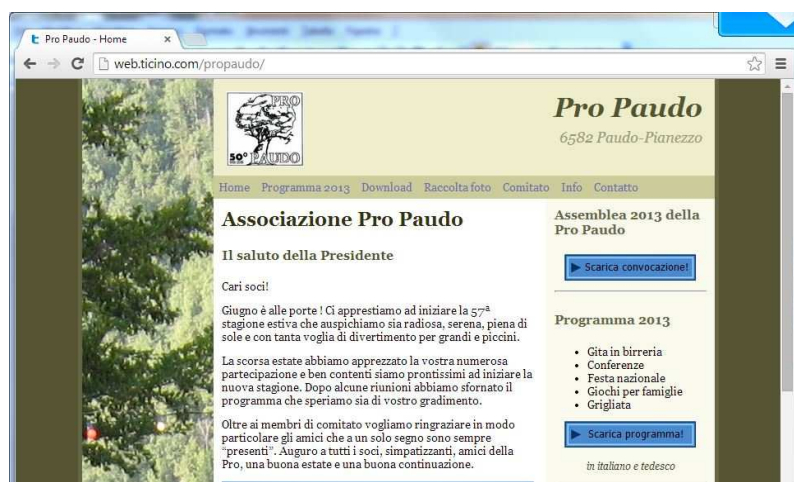 Pro Paudo - Home
web.ticino.com/propaudo/
PRO
50° PAUDO
Pro Paudo
6582 Paudo-Pianezzo
Home Programma 2013 Download Raccolta foto Comitato Info Contatto
Associazione Pro Paudo
Il saluto della Presidente
Cari soci!
Giugno è alle porte ! Ci apprestiamo ad iniziare la 57ª
stagione estiva che auspichiamo sia radiosa, serena, piena di
sole e con tanta voglia di divertimento per grandi e piccini.
La scorsa estate abbiamo apprezzato la vostra numerosa
partecipazione e ben contenti siamo prontissimi ad iniziare la
nuova stagione. Dopo alcune riunioni abbiamo sfornato il
programma che speriamo sia di vostro gradimento.
Oltre ai membri di comitato vogliamo ringraziare in modo
particolare gli amici che a un solo segno sono sempre
“presenti”. Auguro a tutti i soci, simpatizzanti, amici della
Pro, una buona estate e una buona continuazione.
Assemblea 2013 della
Pro Paudo
Scarica convocazione!
Programma 2013
Gita in birreria
Conferenze
Festa nazionale
Giochi per famiglie
Grigliata
Scarica programma!
in italiano e tedesco